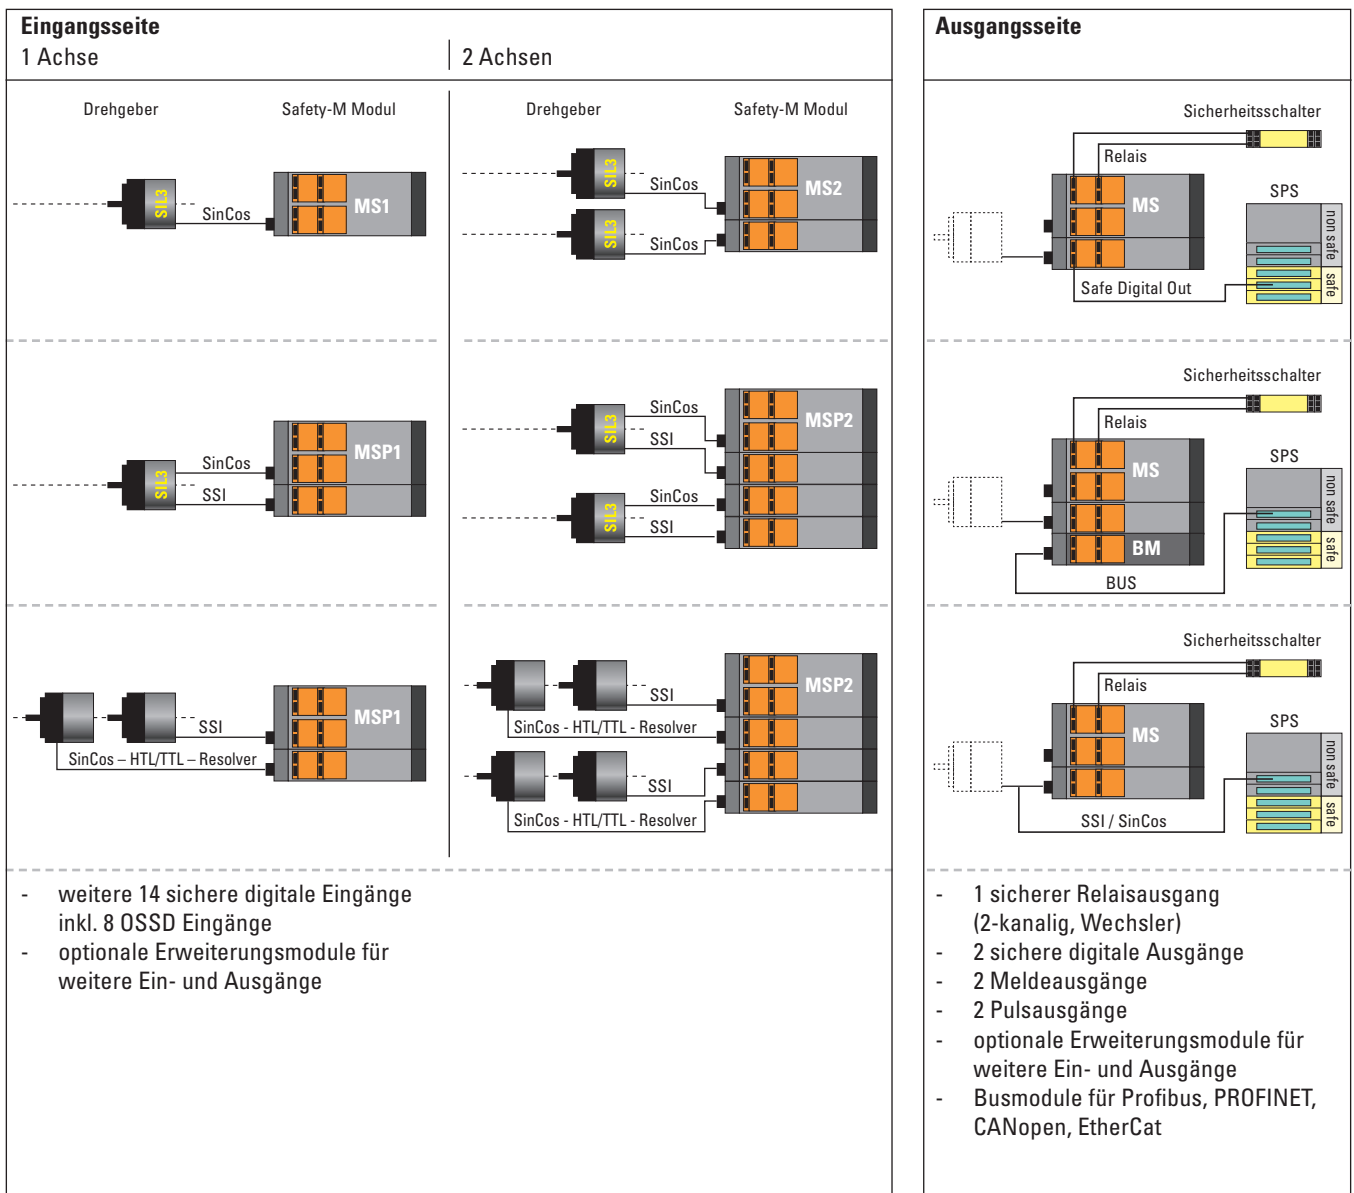 Eingangsseite
1 Achse
2 Achsen
Drehgeber
Safety-M Modul
SIL3
SinCos
MS1
Drehgeber
Safety-M Modul
SIL3
SinCos
SIL3
SinCos
MS2
SIL3
SinCos
SSI
MSP1
SIL3
SinCos
SSI
SIL3
SinCos
SSI
MSP2
SSI
SinCos – HTL/TTL – Resolver
MSP1
SSI
SinCos - HTL/TTL - Resolver
SSI
SinCos - HTL/TTL - Resolver
MSP2
- weitere 14 sichere digitale Eingänge
inkl. 8 OSSD Eingänge
- optionale Erweiterungsmodule für
weitere Ein- und Ausgänge
Ausgangsseite
Sicherheitsschalter
Relais
MS
SPS
non safe
safe
Safe Digital Out
Sicherheitsschalter
Relais
MS
SPS
non safe
safe
BM
BUS
Sicherheitsschalter
Relais
MS
SPS
non safe
safe
SSI / SinCos
- 1 sicherer Relaisausgang
(2-kanalig, Wechsler)
- 2 sichere digitale Ausgänge
- 2 Meldeausgänge
- 2 Pulsausgänge
- optionale Erweiterungsmodule für
weitere Ein- und Ausgänge
- Busmodule für Profibus, PROFINET,
CANopen, EtherCat